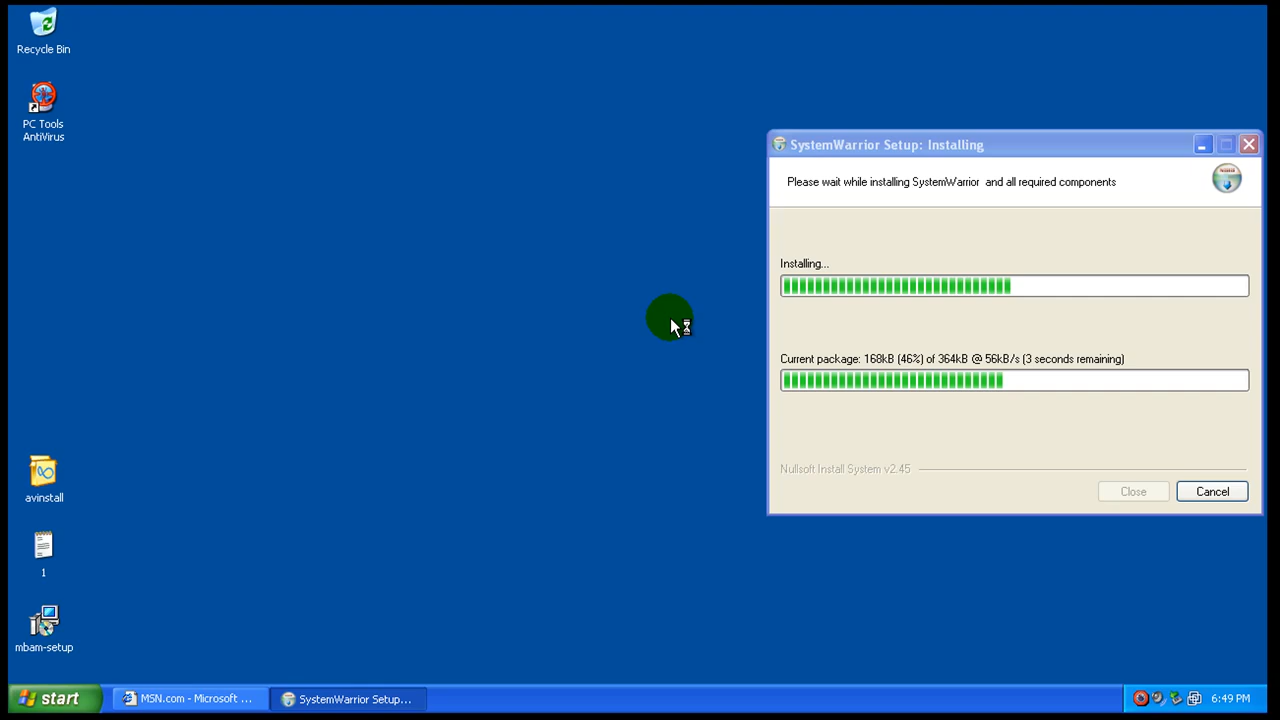 Recycle Bin
PC Tools
AntiVirus
avinstall
1
mbam-setup
SystemWarrior Setup: Installing
Please wait while installing SystemWarrior and all required components
Installing...
Current package: 168kB (46%) of 364kB @ 56kB/s (3 seconds remaining)
Nullsoft Install System v2.45
Close
Cancel
start
MSN.com - Microsoft ...
SystemWarrior Setup...
6:49 PM